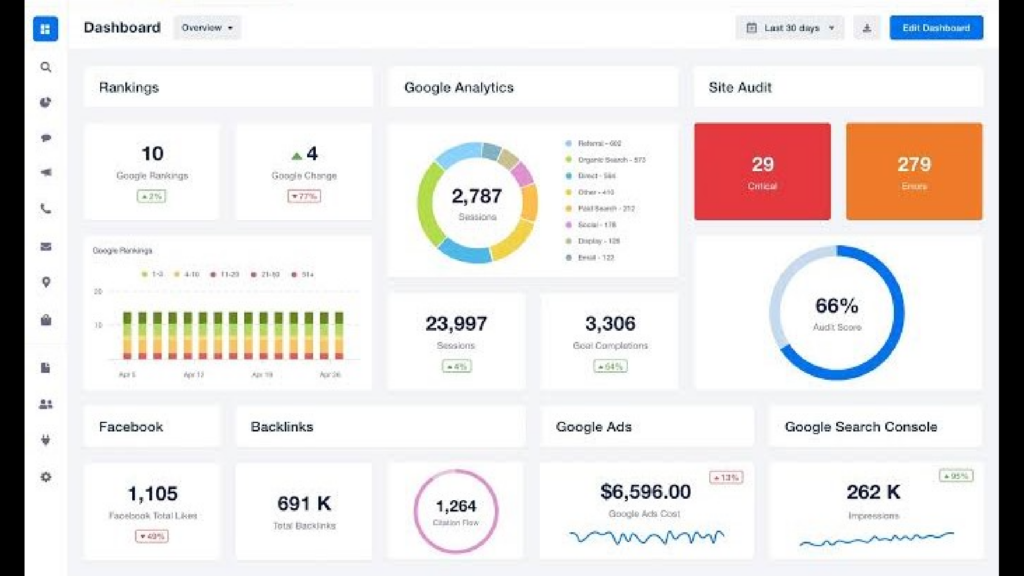 Dashboard
Overview
Last 30 days
Edit Dashboard
Rankings
Google Analytics
Site Audit
10
Google Rankings
2%
4
Google Change
77%
2,787
Sessions
Referral - 602
Organic Search - 573
Direct - 564
Other - 410
Paid Search - 212
Social - 178
Display - 126
Email - 122
29
Critical
279
Errors
Google Rankings
1-3
4-10
11-20
21-50
51+
20
10
Apr 5
Apr 12
Apr 19
Apr 26
23,997
Sessions
4%
3,306
Goal Completions
64%
66%
Audit Score
Facebook
Backlinks
Google Ads
Google Search Console
1,105
Facebook Total Likes
49%
691 K
Total Backlinks
1,264
Citation Flow
13%
$6,596.00
Google Ads Cost
95%
262 K
Impressions